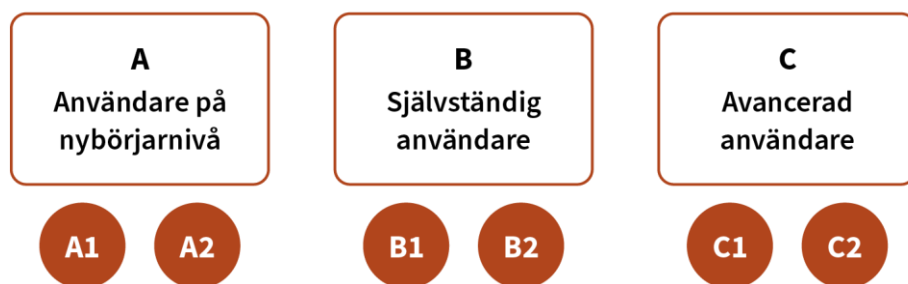 A
Användare på
nybörjarnivå
A1 A2
B
Självständig
användare
B1 B2
C
Avancerad
användare
C1 C2